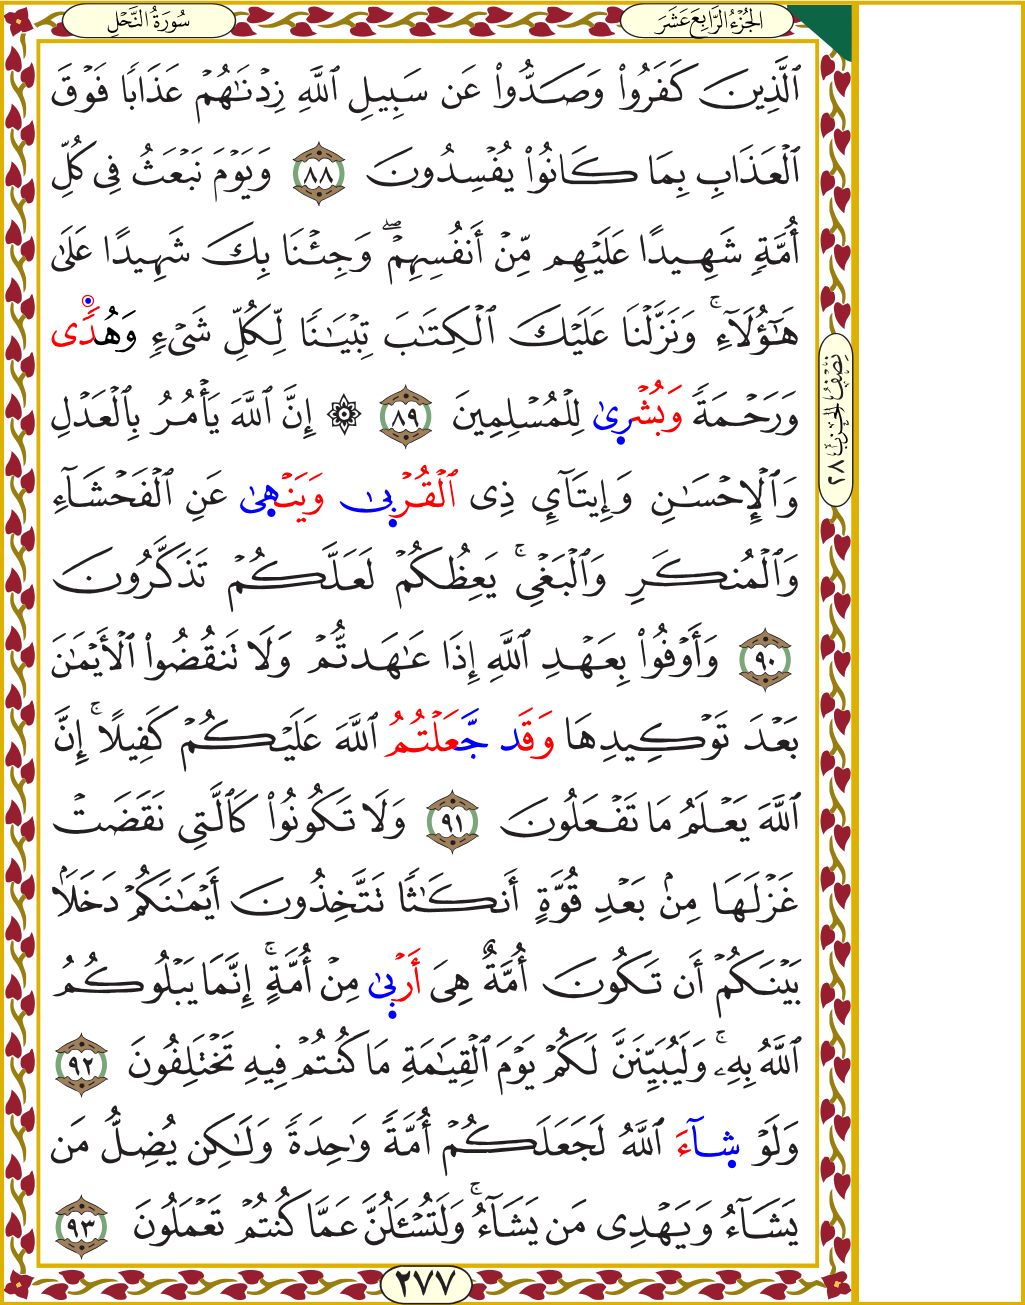 سُورَةُ النَّحْلِ
الجُزْءُ الرَّابِعَ عَشَرَ
ٱلَّذِينَ كَفَرُوا۟ وَصَدُّوا۟ عَن سَبِيلِ ٱللَّهِ زِدْنَٰهُمْ عَذَابًا فَوْقَ
ٱلْعَذَابِ بِمَا كَانُوا۟ يُفْسِدُونَ ٨٨ وَيَوْمَ نَبْعَثُ فِى كُلِّ
أُمَّةٍ شَهِيدًا عَلَيْهِم مِّنْ أَنفُسِهِمْ ۖ وَجِئْنَا بِكَ شَهِيدًا عَلَىٰ
هَٰٓؤُلَآءِ ۚ وَنَزَّلْنَا عَلَيْكَ ٱلْكِتَٰبَ تِبْيَٰنًا لِّكُلِّ شَىْءٍ وَهُدًى
وَرَحْمَةً وَبُشْرِىٰ لِلْمُسْلِمِينَ ٨٩ ۞ إِنَّ ٱللَّهَ يَأْمُرُ بِٱلْعَدْلِ
وَٱلْإِحْسَٰنِ وَإِيتَآئِ ذِى ٱلْقُرْبِىٰ وَيَنْهِىٰ عَنِ ٱلْفَحْشَآءِ
وَٱلْمُنكَرِ وَٱلْبَغْىِ ۚ يَعِظُكُمْ لَعَلَّكُمْ تَذَكَّرُونَ
٩٠ وَأَوْفُوا۟ بِعَهْدِ ٱللَّهِ إِذَا عَٰهَدتُّمْ وَلَا تَنقُضُوا۟ ٱلْأَيْمَٰنَ
بَعْدَ تَوْكِيدِهَا وَقَد جَّعَلْتُمُ ٱللَّهَ عَلَيْكُمْ كَفِيلًا ۚ إِنَّ
ٱللَّهَ يَعْلَمُ مَا تَفْعَلُونَ ٩١ وَلَا تَكُونُوا۟ كَٱلَّتِى نَقَضَتْ
غَزْلَهَا مِنۢ بَعْدِ قُوَّةٍ أَنكَٰثًا تَتَّخِذُونَ أَيْمَٰنَكُمْ دَخَلًۢا
بَيْنَكُمْ أَن تَكُونَ أُمَّةٌ هِىَ أَرْبِىٰ مِنْ أُمَّةٍ ۚ إِنَّمَا يَبْلُوكُمُ
ٱللَّهُ بِهِۦ ۚ وَلَيُبَيِّنَنَّ لَكُمْ يَوْمَ ٱلْقِيَٰمَةِ مَا كُنتُمْ فِيهِ تَخْتَلِفُونَ ٩٢
وَلَوْ شَآءَ ٱللَّهُ لَجَعَلَكُمْ أُمَّةً وَٰحِدَةً وَلَٰكِن يُضِلُّ مَن
يَشَآءُ وَيَهْدِى مَن يَشَآءُ ۚ وَلَتُسْـَٔلُنَّ عَمَّا كُنتُمْ تَعْمَلُونَ ٩٣
نِصْفُ الحِزْبِ ٢٨
٢٧٧